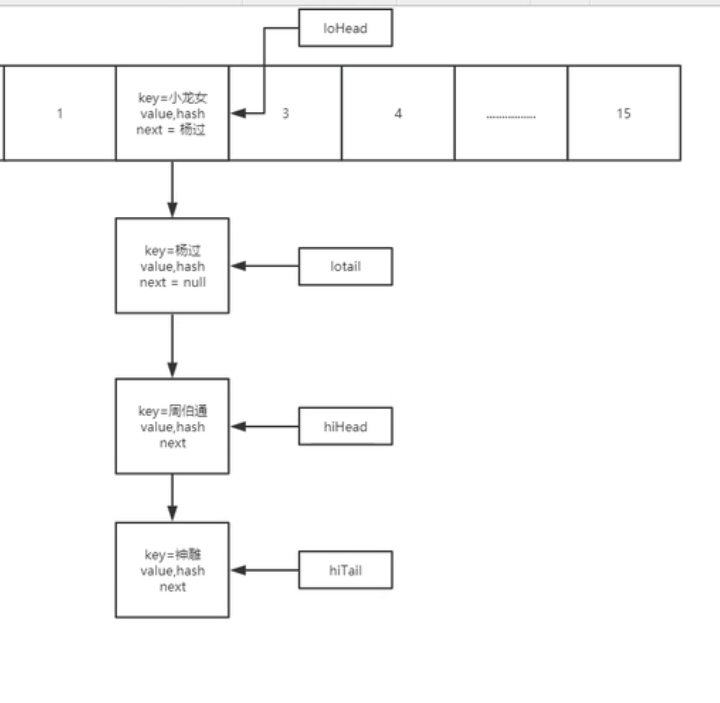 loHead
1
key=小龙女
value,hash
next = 杨过
3
4
................
15
key=杨过
value,hash
next = null
lotail
key=周伯通
value,hash
next
hiHead
key=神雕
value,hash
next
hiTail